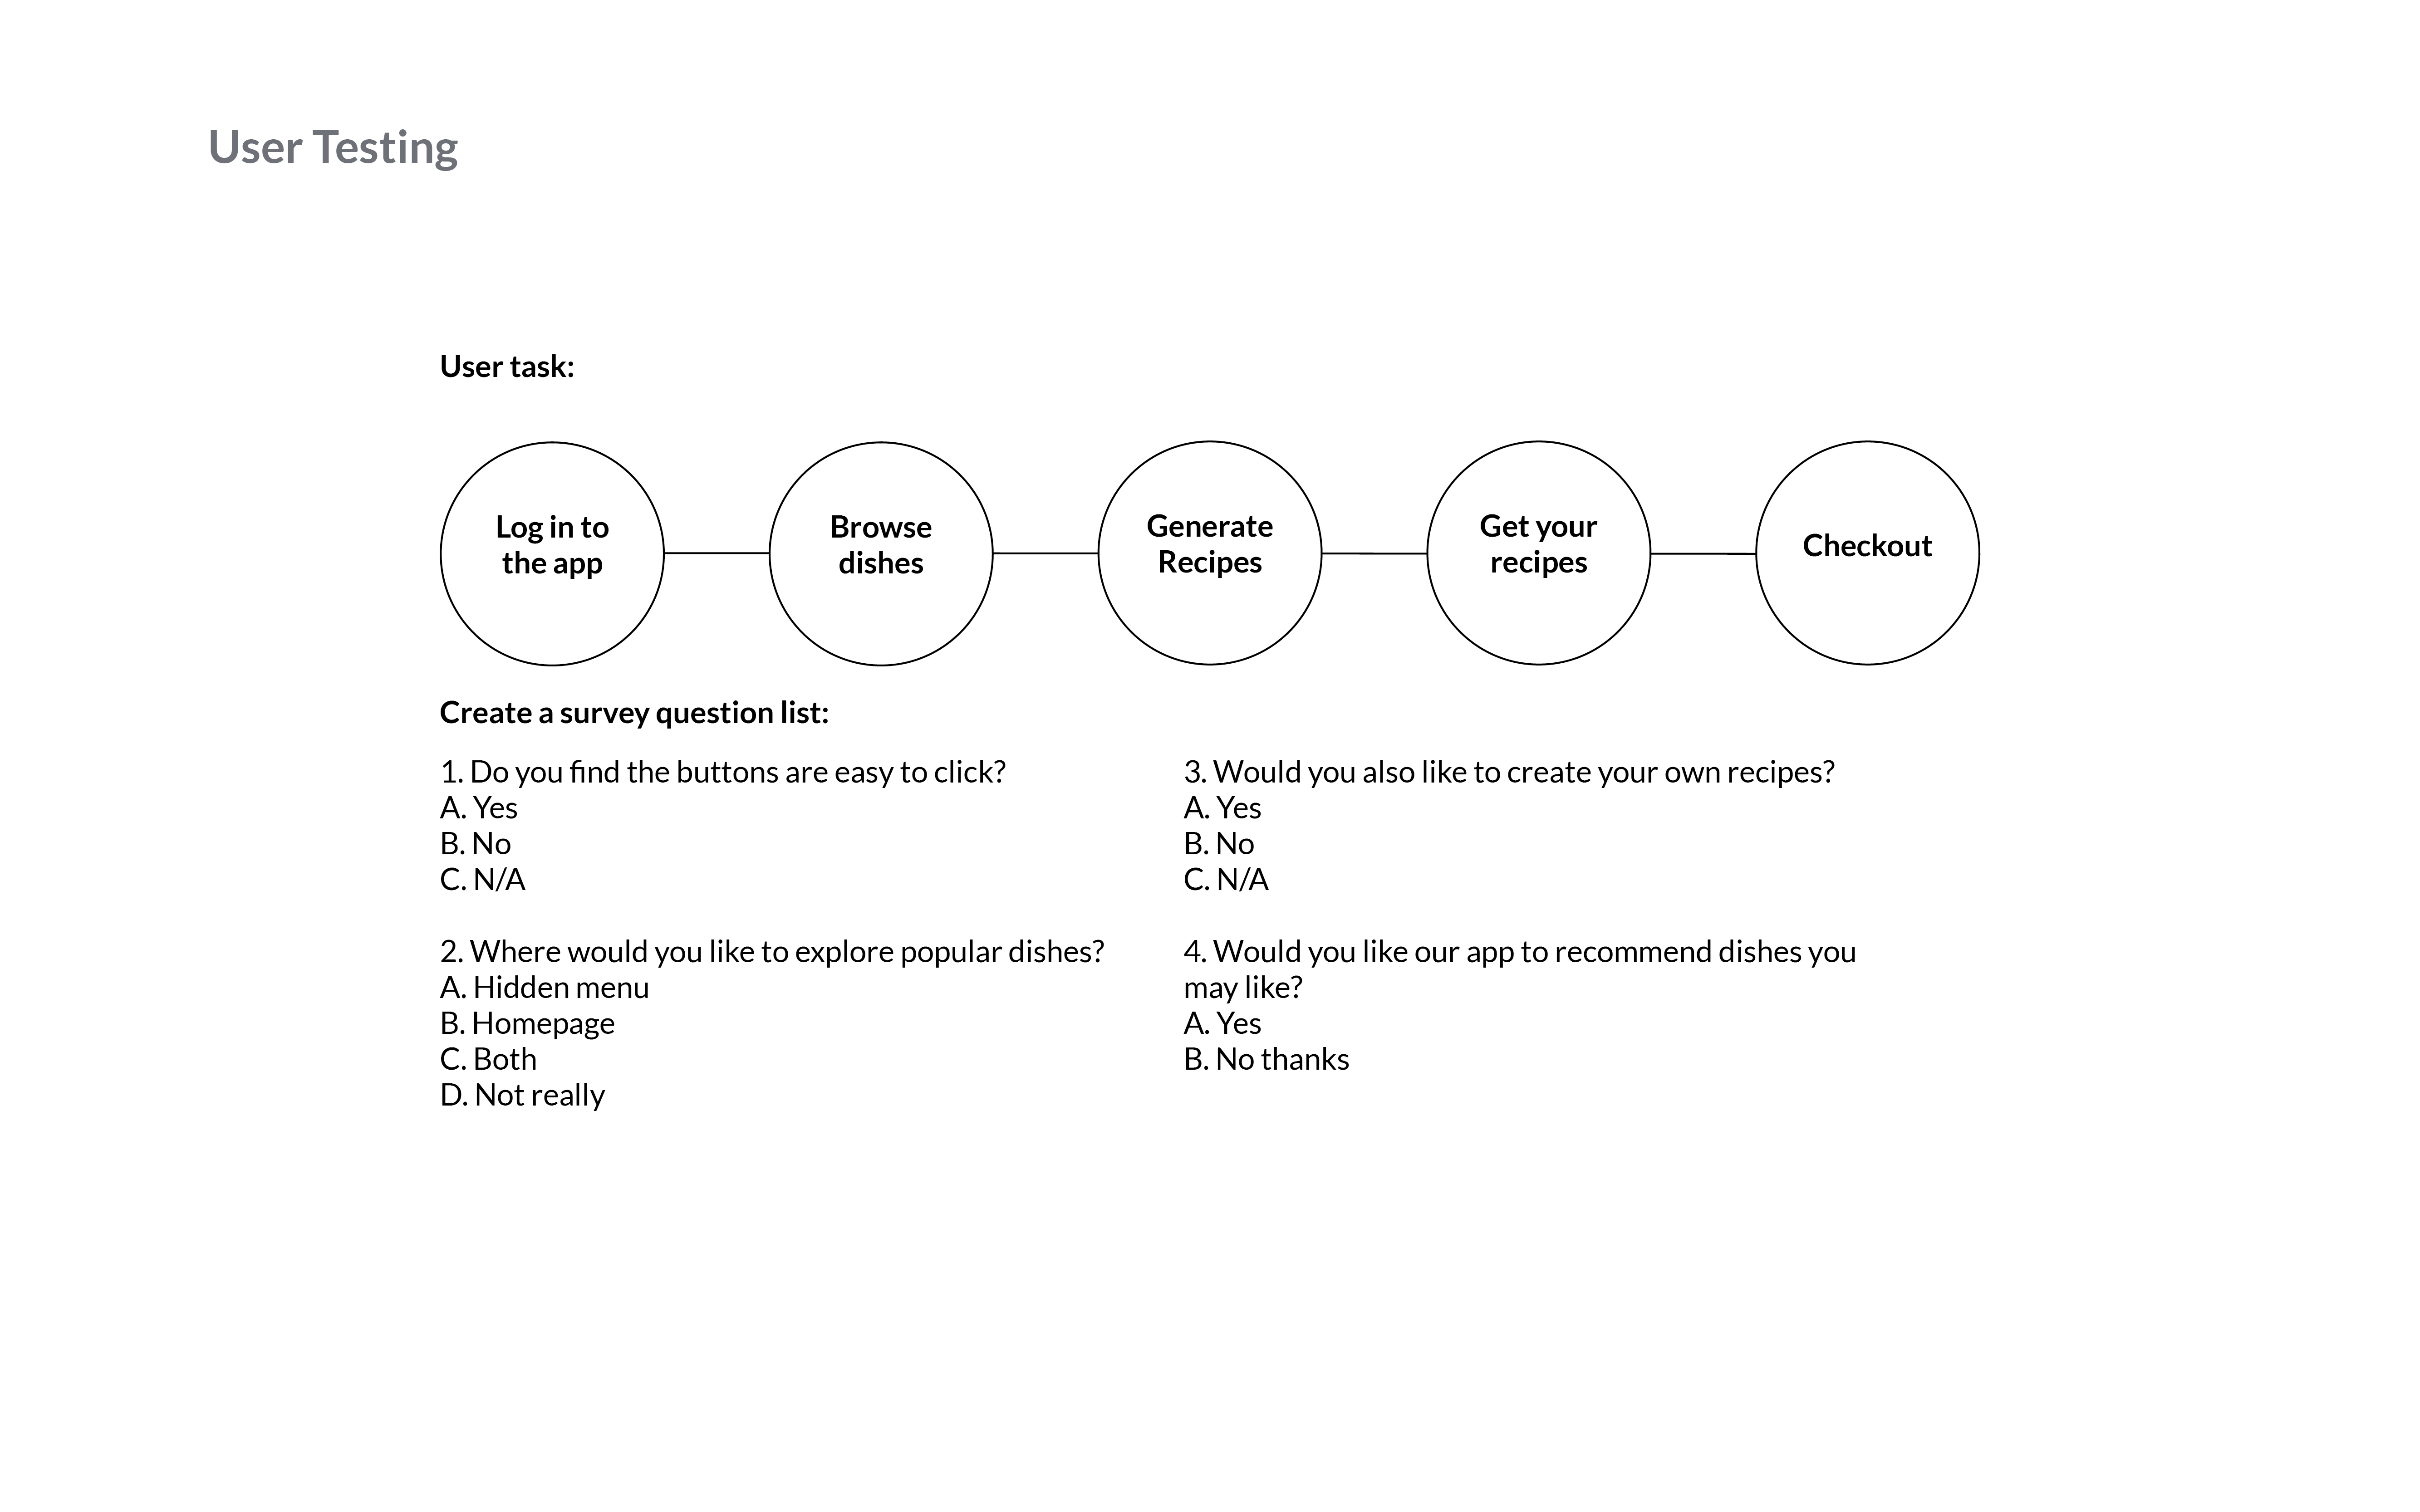 User Testing
User task:
Log in to
the app
Browse
dishes
Generate
Recipes
Get your
recipes
Checkout
Create a survey question list:
1. Do you find the buttons are easy to click?
A. Yes
B. No
C. N/A
2. Where would you like to explore popular dishes?
A. Hidden menu
B. Homepage
C. Both
D. Not really
3. Would you also like to create your own recipes?
A. Yes
B. No
C. N/A
4. Would you like our app to recommend dishes you
may like?
A. Yes
B. No thanks